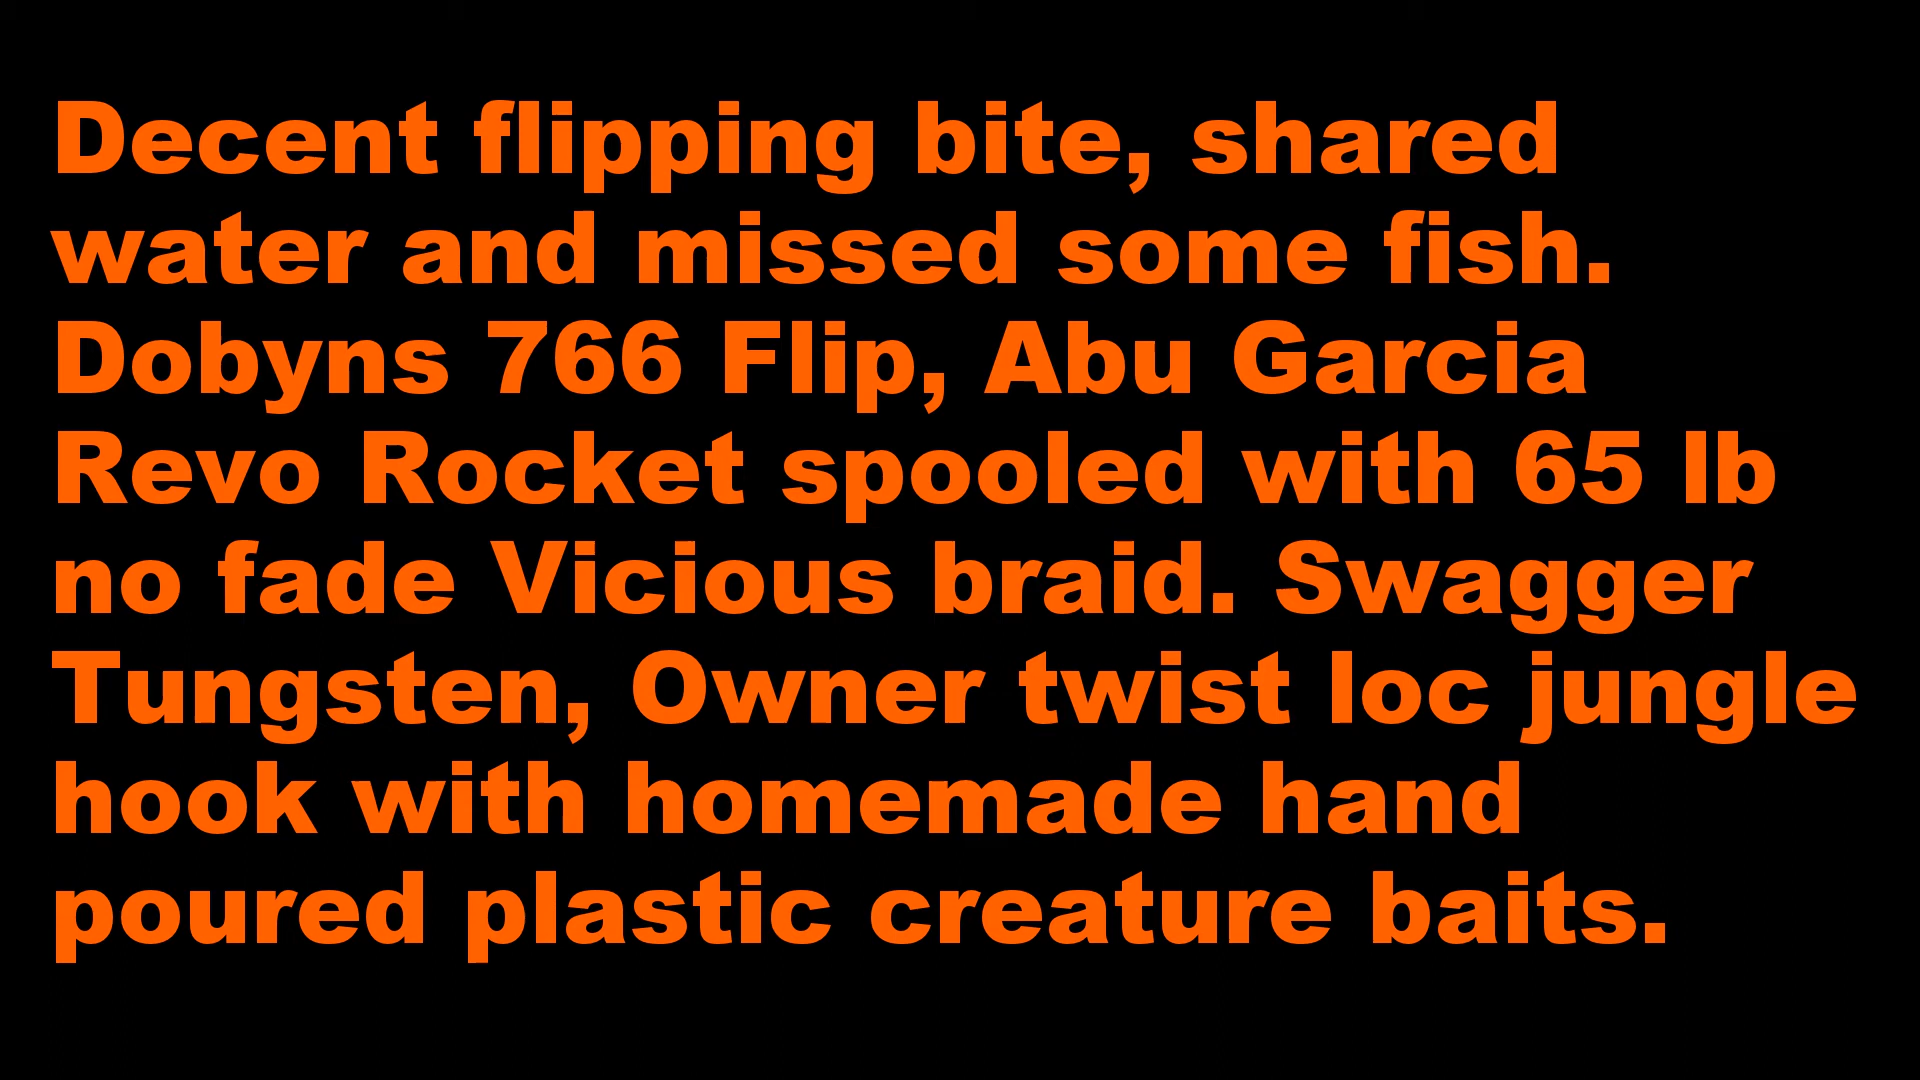 Decent flipping bite, shared
water and missed some fish.
Dobyns 766 Flip, Abu Garcia
Revo Rocket spooled with 65 lb
no fade Vicious braid. Swagger
Tungsten, Owner twist loc jungle
hook with homemade hand
poured plastic creature baits.